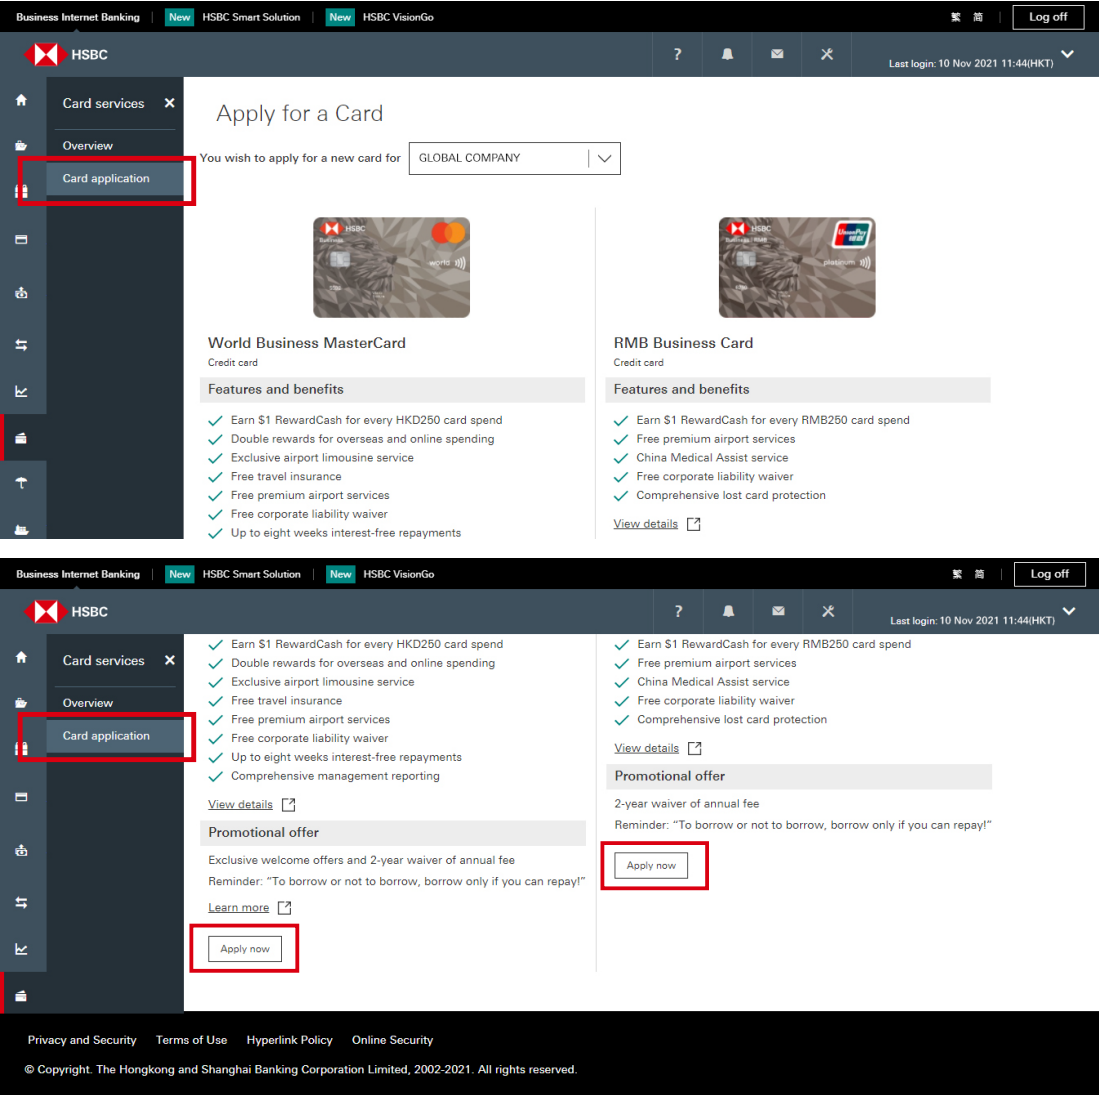 Business Internet Banking New HSBC Smart Solution New HSBC VisionGo 繁 简 Log off
HSBC ? Last login: 10 Nov 2021 11:44(HKT)
Card services
Overview
Card application
Apply for a Card
You wish to apply for a new card for GLOBAL COMPANY
HSBC
Business
world
World Business MasterCard
Credit card
Features and benefits
Earn $1 RewardCash for every HKD250 card spend
Double rewards for overseas and online spending
Exclusive airport limousine service
Free travel insurance
Free premium airport services
Free corporate liability waiver
Up to eight weeks interest-free repayments
HSBC
UnionPay
银联
Business RMB
platinum
RMB Business Card
Credit card
Features and benefits
Earn $1 RewardCash for every RMB250 card spend
Free premium airport services
China Medical Assist service
Free corporate liability waiver
Comprehensive lost card protection
View details
Business Internet Banking New HSBC Smart Solution New HSBC VisionGo 繁 简 Log off
HSBC ? Last login: 10 Nov 2021 11:44(HKT)
Card services
Overview
Card application
Earn $1 RewardCash for every HKD250 card spend
Double rewards for overseas and online spending
Exclusive airport limousine service
Free travel insurance
Free premium airport services
Free corporate liability waiver
Up to eight weeks interest-free repayments
Comprehensive management reporting
View details
Promotional offer
Exclusive welcome offers and 2-year waiver of annual fee
Reminder: “To borrow or not to borrow, borrow only if you can repay!”
Learn more
Apply now
Earn $1 RewardCash for every RMB250 card spend
Free premium airport services
China Medical Assist service
Free corporate liability waiver
Comprehensive lost card protection
View details
Promotional offer
2-year waiver of annual fee
Reminder: “To borrow or not to borrow, borrow only if you can repay!”
Apply now
Privacy and Security Terms of Use Hyperlink Policy Online Security
© Copyright. The Hongkong and Shanghai Banking Corporation Limited, 2002-2021. All rights reserved.